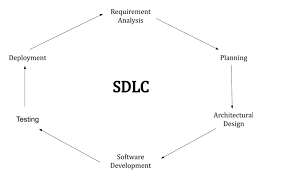 Requirement
Analysis
Deployment
Planning
SDLC
Testing
Architectural
Design
Software
Development